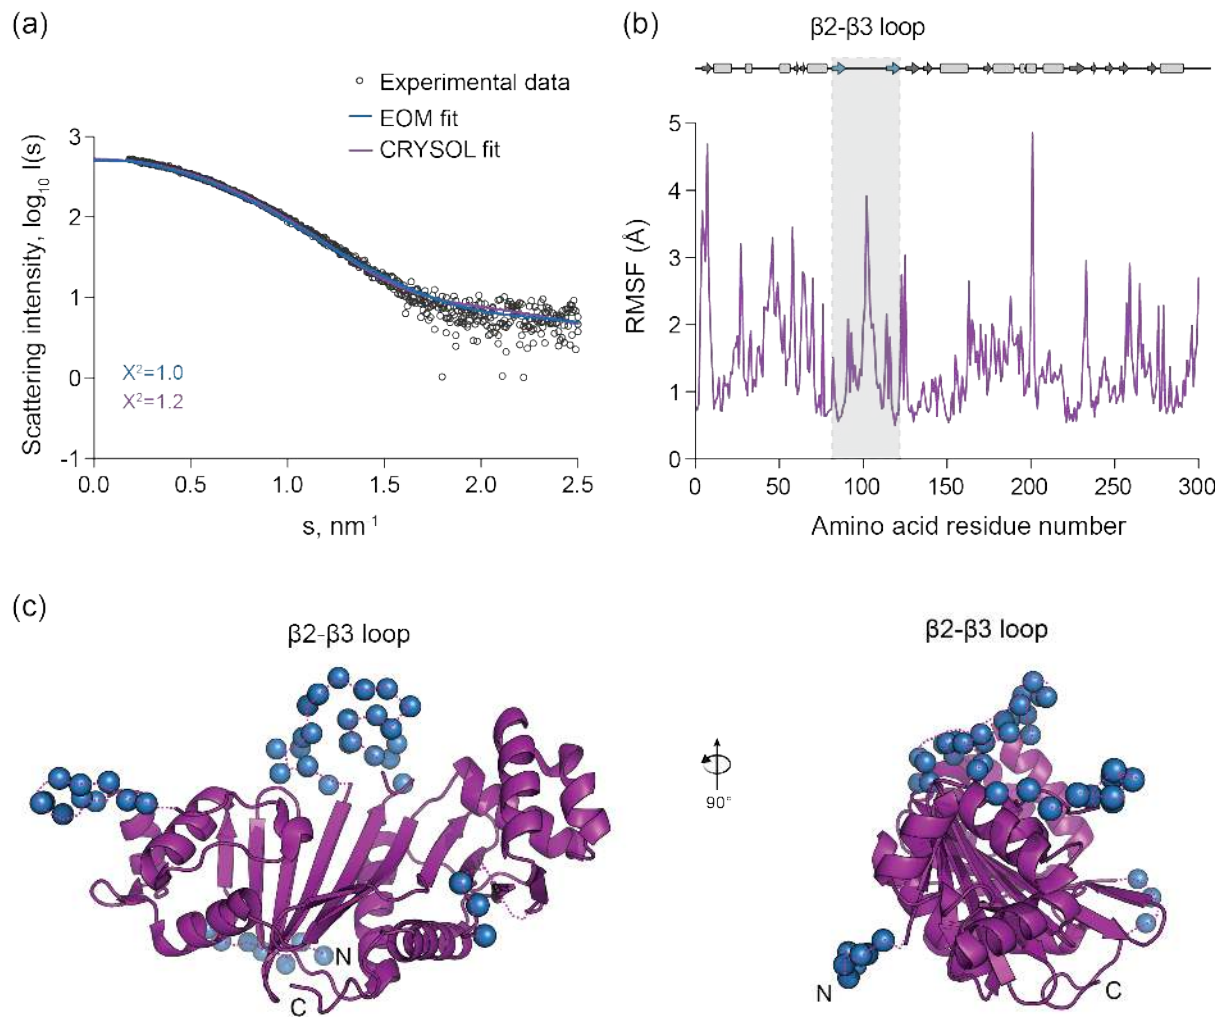 (a)
Experimental data
EOM fit
CRYSOL fit
Scattering intensity, log10 I(s)
3
2
1
0
-1
X²=1.0
X²=1.2
0.0 0.5 1.0 1.5 2.0 2.5
s, nm⁻¹
(b)
β2-β3 loop
RMSF (Å)
5
4
3
2
1
0
0 50 100 150 200 250 300
Amino acid residue number
(c)
β2-β3 loop
N
C
90°
β2-β3 loop
N
C